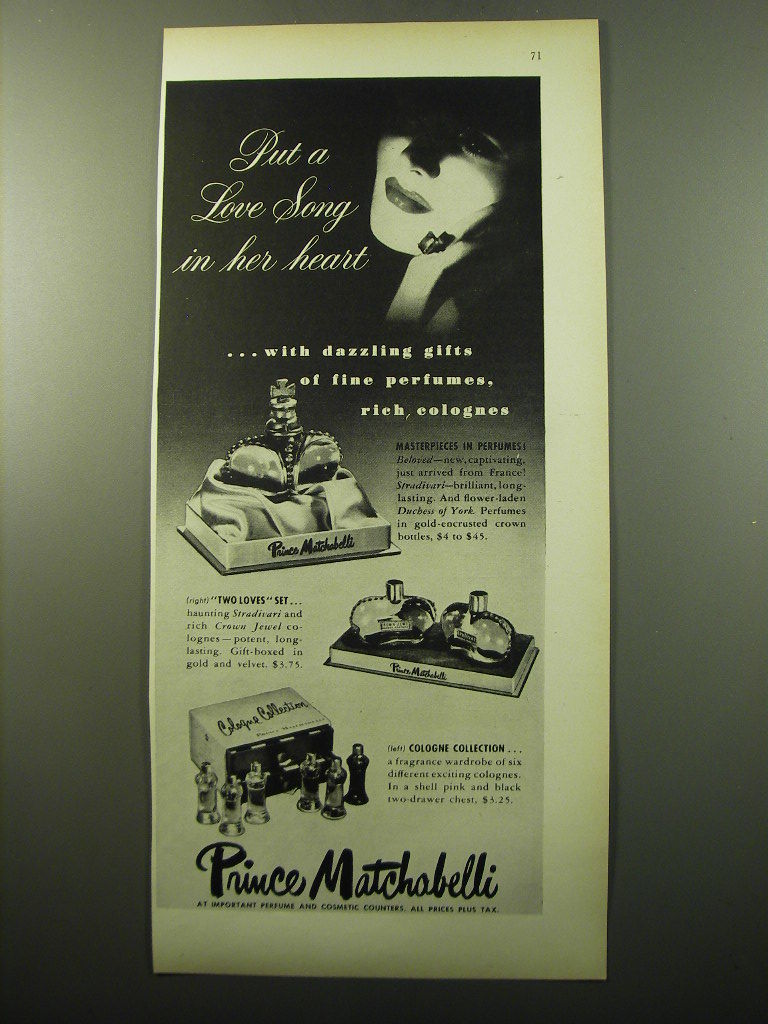 71
Put a
Love Song
in her heart
...with dazzling gifts
of fine perfumes,
rich, colognes
MASTERPIECES IN PERFUMES!
Beloved—new, captivating,
just arrived from France!
Stradivari—brilliant, long-
lasting. And flower-laden
Duchess of York. Perfumes
in gold-encrusted crown
bottles, $4 to $45.
Prince Matchabelli
(right) "TWO LOVES" SET...
haunting Stradivari and
rich Crown Jewel co-
lognes—potent, long-
lasting. Gift-boxed in
gold and velvet. $3.75.
Prince Matchabelli
Cologne Collection
Prince Matchabelli
(left) COLOGNE COLLECTION...
a fragrance wardrobe of six
different exciting colognes.
In a shell pink and black
two-drawer chest, $3.25.
Prince Matchabelli
AT IMPORTANT PERFUME AND COSMETIC COUNTERS. ALL PRICES PLUS TAX.